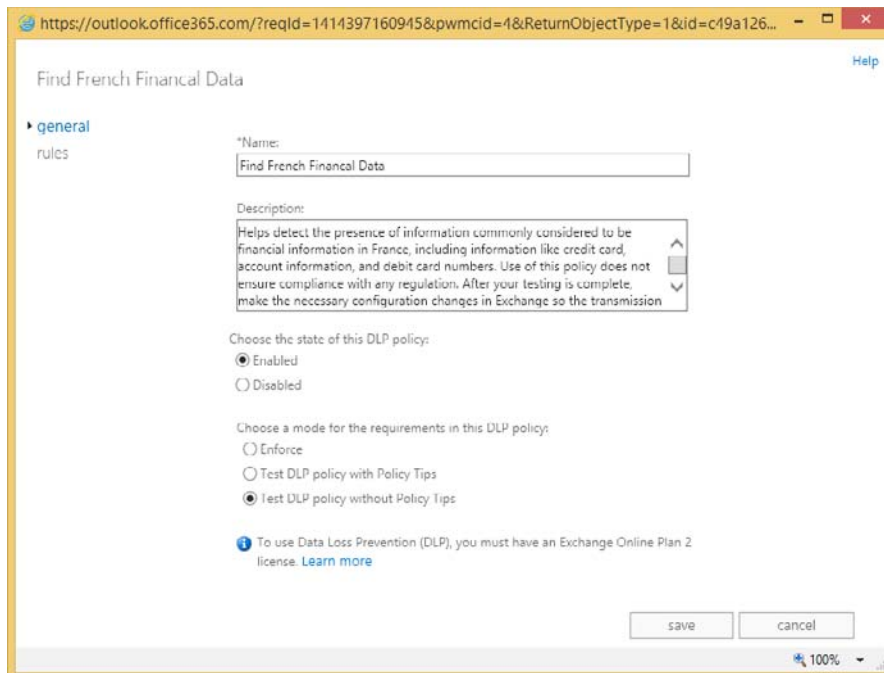 https://outlook.office365.com/?reqId=1414397160945&pwmcid=4&ReturnObjectType=1&id=c49a126...
Help
Find French Financal Data
general
rules
*Name:
Find French Financal Data
Description:
Helps detect the presence of information commonly considered to be
financial information in France, including information like credit card,
account information, and debit card numbers. Use of this policy does not
ensure compliance with any regulation. After your testing is complete,
make the necessary configuration changes in Exchange so the transmission
Choose the state of this DLP policy:
Enabled
Disabled
Choose a mode for the requirements in this DLP policy:
Enforce
Test DLP policy with Policy Tips
Test DLP policy without Policy Tips
To use Data Loss Prevention (DLP), you must have an Exchange Online Plan 2
license. Learn more
save cancel
100%